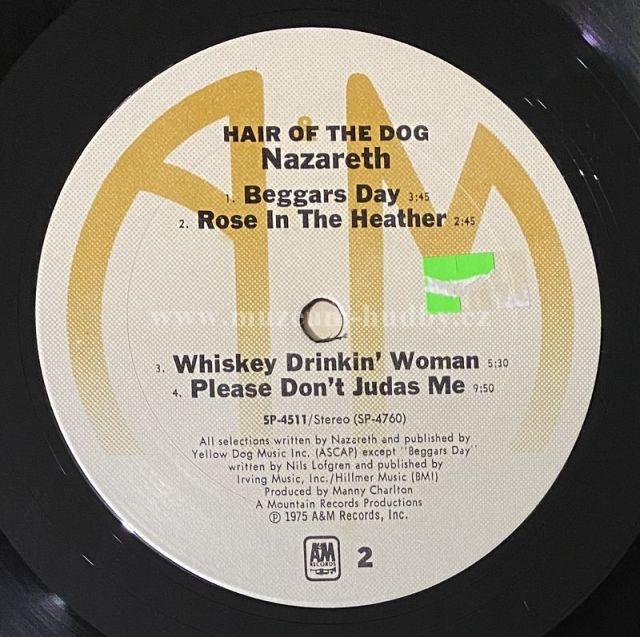 A&M
HAIR OF THE DOG
Nazareth
1. Beggars Day 3:45
2. Rose In The Heather 2:45
www.muzeum-hudby.cz
3. Whiskey Drinkin' Woman 5:30
4. Please Don't Judas Me 9:50
SP-4511/Stereo (SP-4760)
All selections written by Nazareth and published by
Yellow Dog Music Inc. (ASCAP) except "Beggars Day"
written by Nils Lofgren and published by
Irving Music, Inc./Hillmer Music (BMI)
Produced by Manny Charlton
A Mountain Records Productions
℗ 1975 A&M Records, Inc.
A&M
RECORDS
2